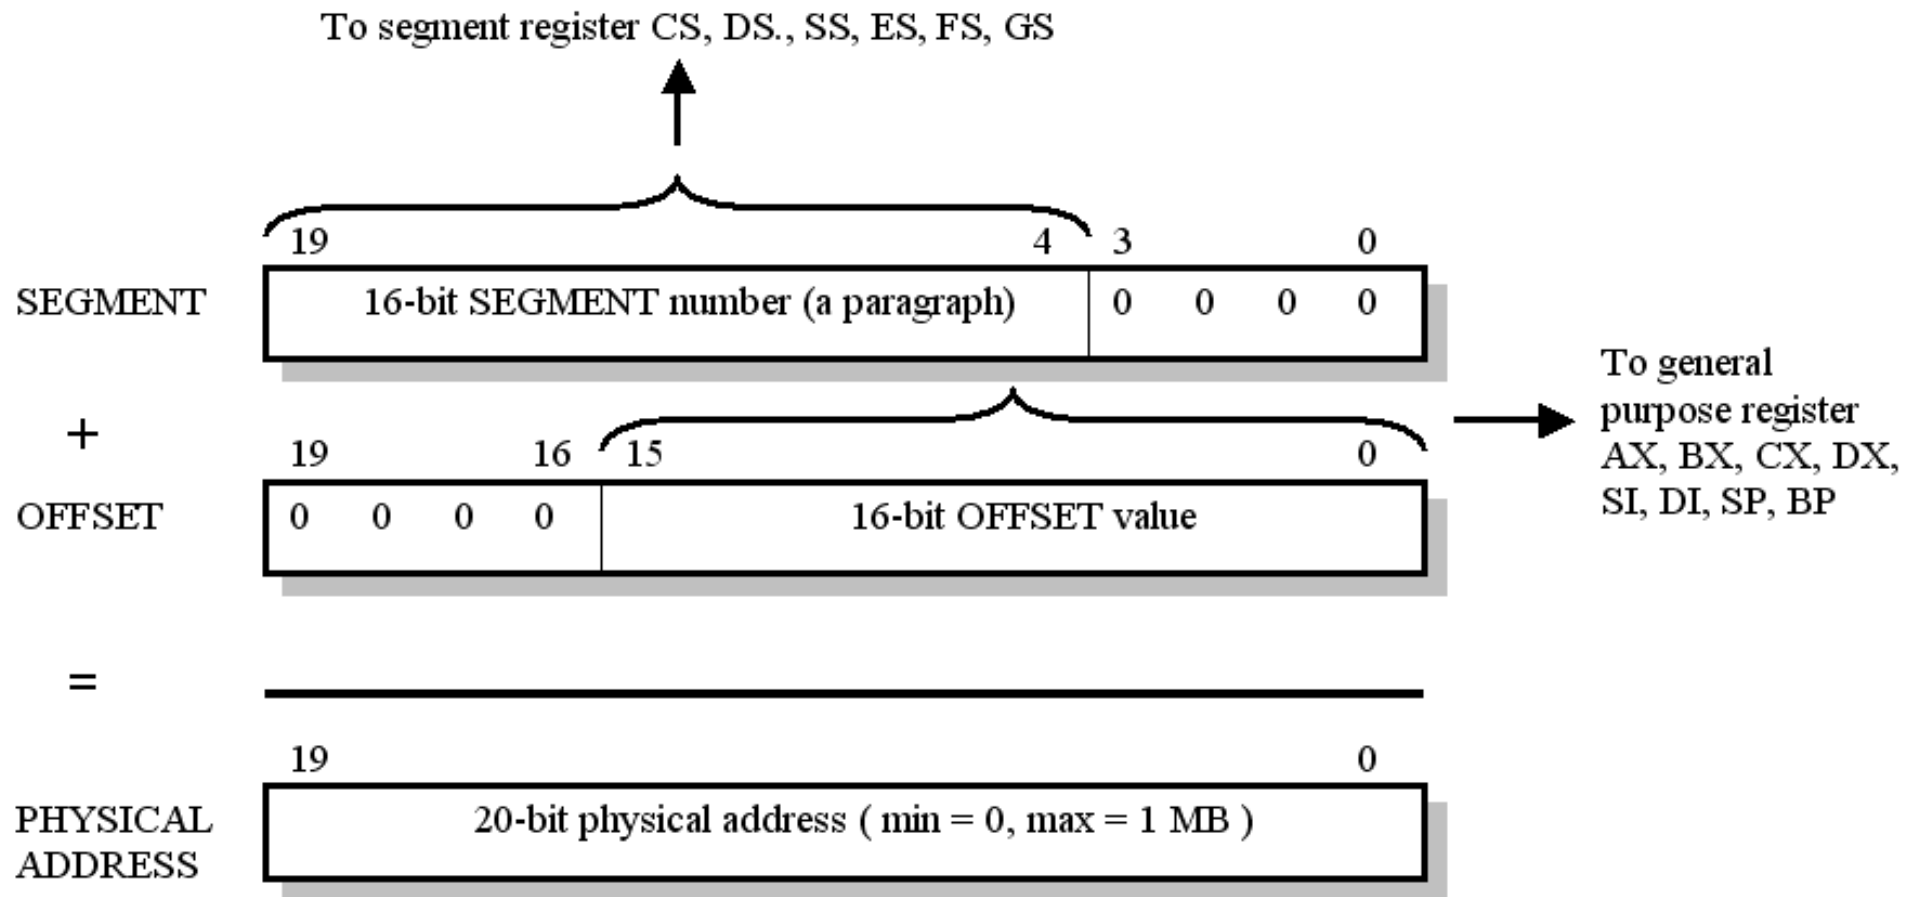 To segment register CS, DS., SS, ES, FS, GS
19 4 3 0
SEGMENT 16-bit SEGMENT number (a paragraph) 0 0 0 0
+
19 16 15 0
OFFSET 0 0 0 0 16-bit OFFSET value
To general
purpose register
AX, BX, CX, DX,
SI, DI, SP, BP
=
19 0
PHYSICAL
ADDRESS
20-bit physical address ( min = 0, max = 1 MB )